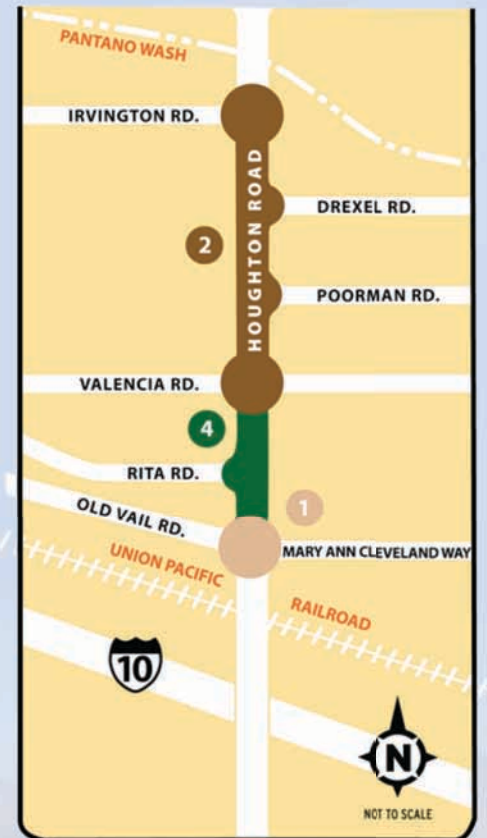 PANTANO WASH
IRVINGTON RD.
HOUGHTON ROAD
DREXEL RD.
2
POORMAN RD.
VALENCIA RD.
4
RITA RD.
1
OLD VAIL RD.
MARY ANN CLEVELAND WAY
UNION PACIFIC
RAILROAD
10
N
NOT TO SCALE